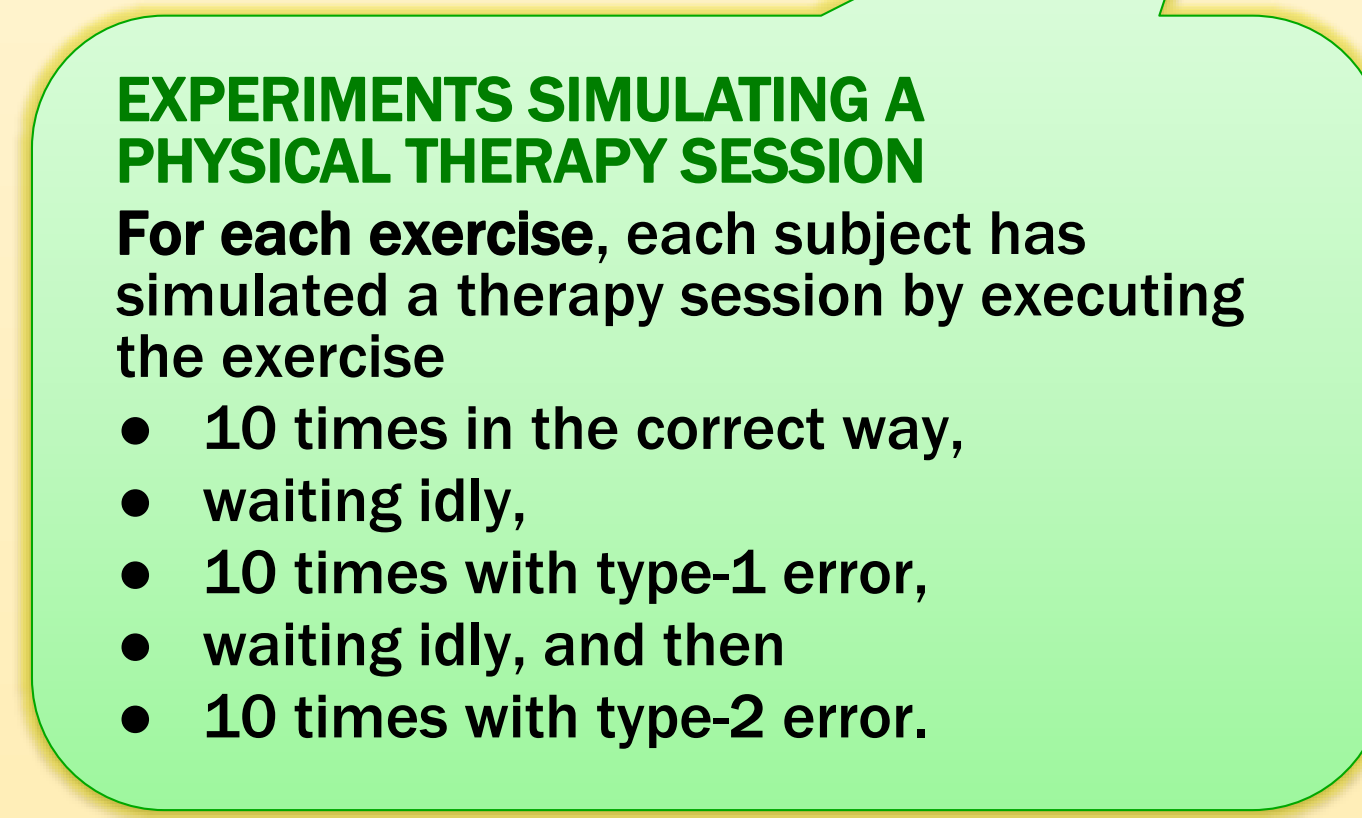 EXPERIMENTS SIMULATING A
PHYSICAL THERAPY SESSION
For each exercise, each subject has
simulated a therapy session by executing
the exercise
● 10 times in the correct way,
● waiting idly,
● 10 times with type-1 error,
● waiting idly, and then
● 10 times with type-2 error.